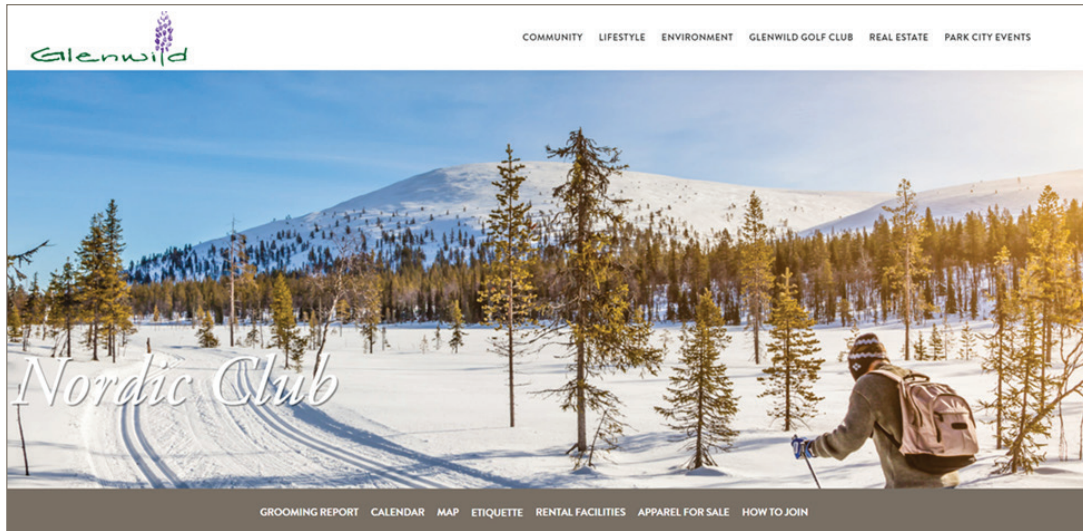 Glenwild
COMMUNITY LIFESTYLE ENVIRONMENT GLENWILD GOLF CLUB REAL ESTATE PARK CITY EVENTS
Nordic Club
GROOMING REPORT CALENDAR MAP ETIQUETTE RENTAL FACILITIES APPAREL FOR SALE HOW TO JOIN